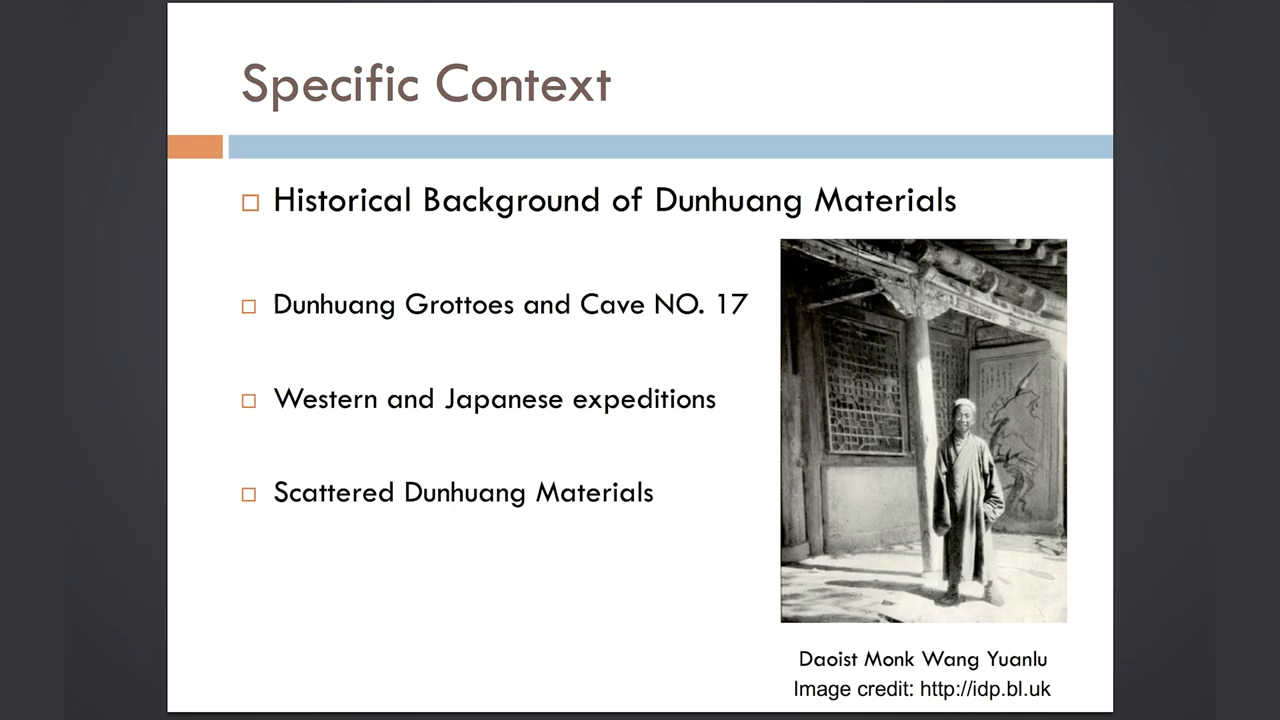 Specific Context
Historical Background of Dunhuang Materials
Dunhuang Grottoes and Cave NO. 17
Western and Japanese expeditions
Scattered Dunhuang Materials
Daoist Monk Wang Yuanlu
Image credit: http://idp.bl.uk